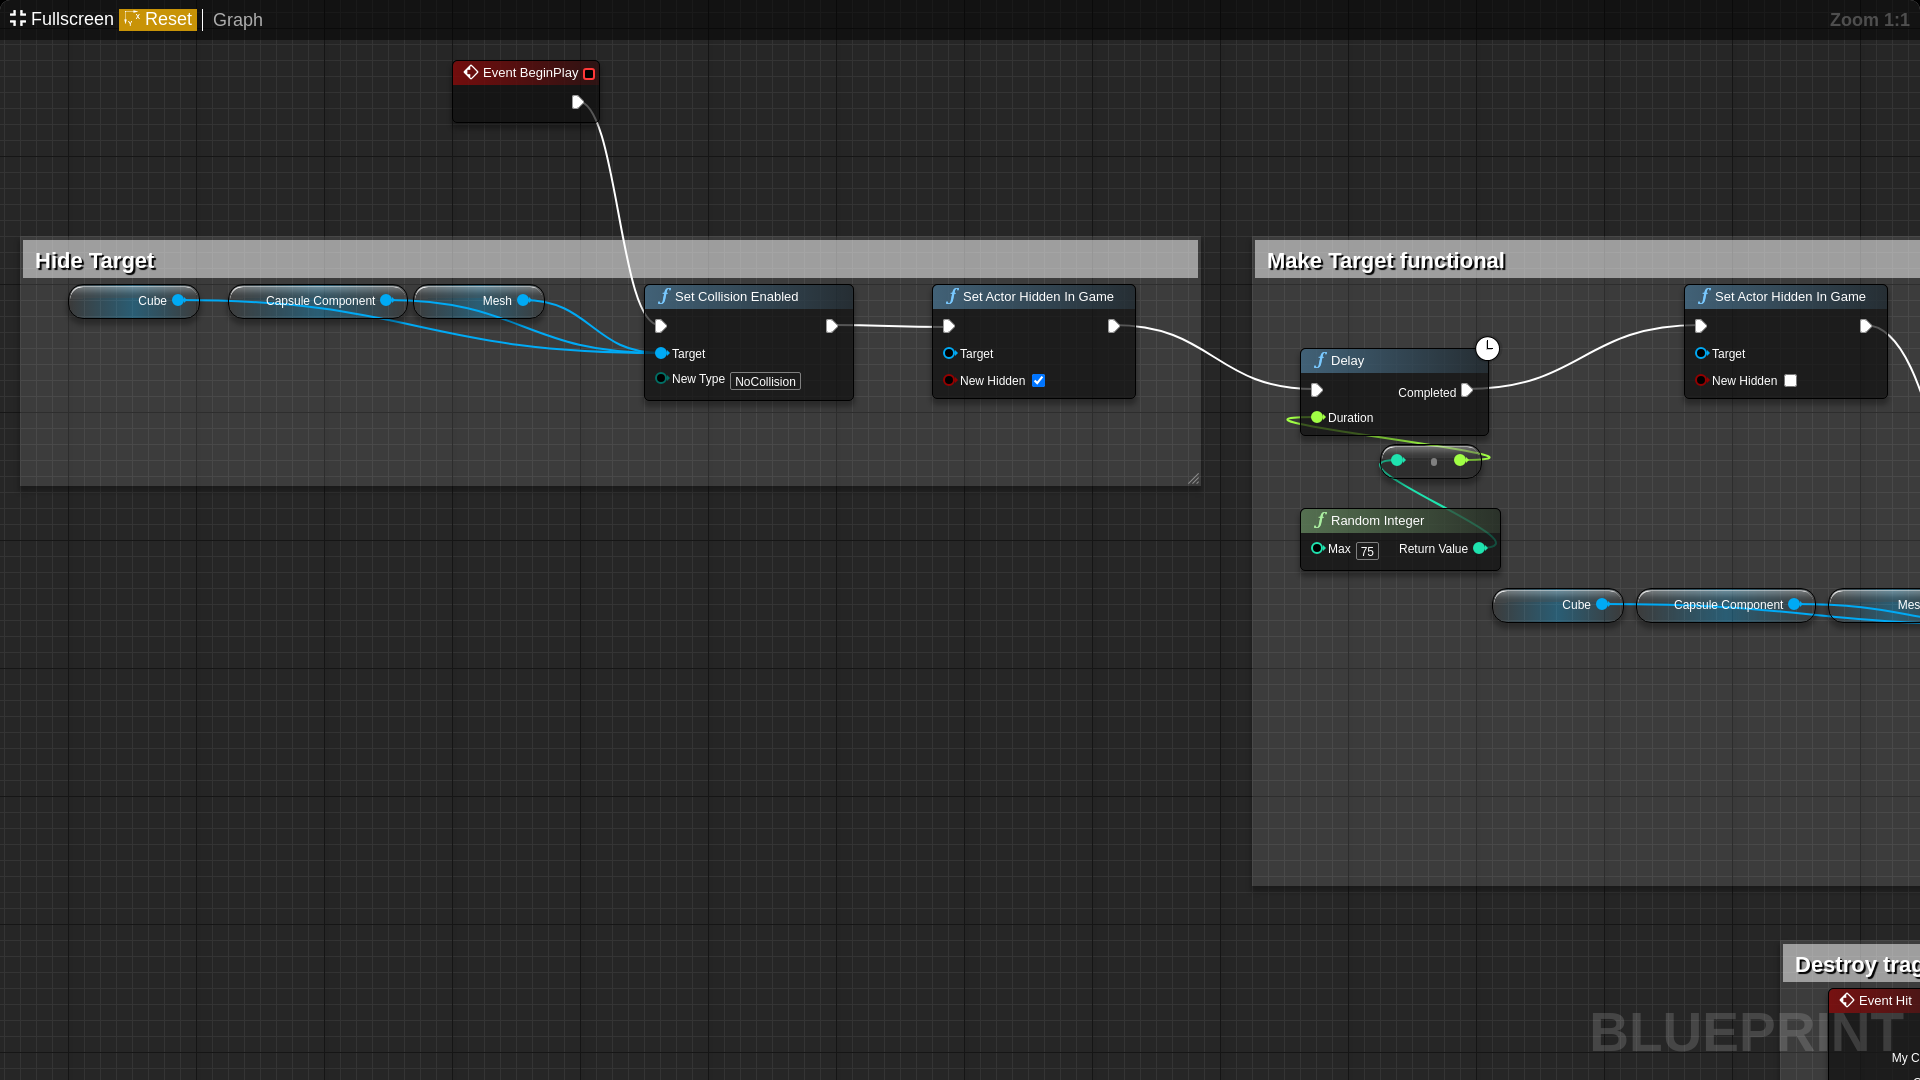 Fullscreen Reset Graph Zoom 1:1
Event BeginPlay
Hide Target
Cube
Capsule Component
Mesh
Set Collision Enabled
Target
New Type NoCollision
Set Actor Hidden In Game
Target
New Hidden
Make Target functional
Delay
Completed
Duration
Set Actor Hidden In Game
Target
New Hidden
Random Integer
Max 75 Return Value
Cube
Capsule Component
Mes
Destroy trag
Event Hit
My C
BLUEPRINT